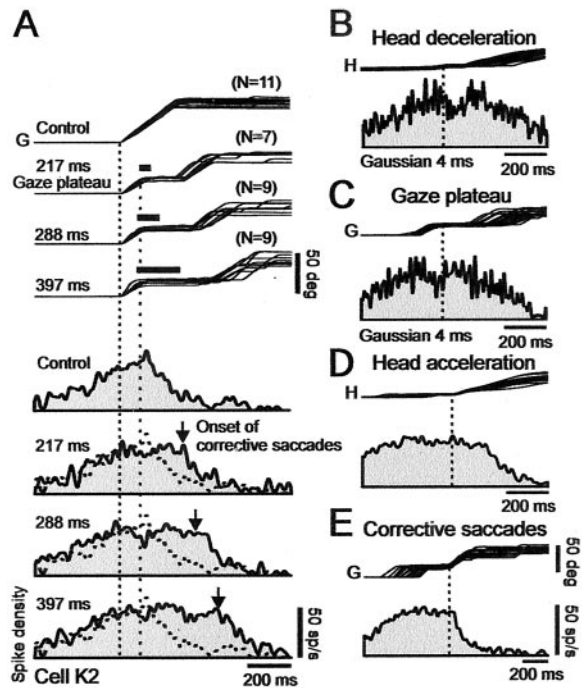 A
(N=11)
G Control
(N=7)
217 ms
Gaze plateau
(N=9)
288 ms
(N=9)
397 ms
50 deg
Control
217 ms
Onset of
corrective saccades
288 ms
397 ms
Spike density
50 sp/s
Cell K2
200 ms
B
Head deceleration
H
Gaussian 4 ms
200 ms
C
Gaze plateau
G
Gaussian 4 ms
200 ms
D
Head acceleration
H
200 ms
E
Corrective saccades
G
50 deg
50 sp/s
200 ms